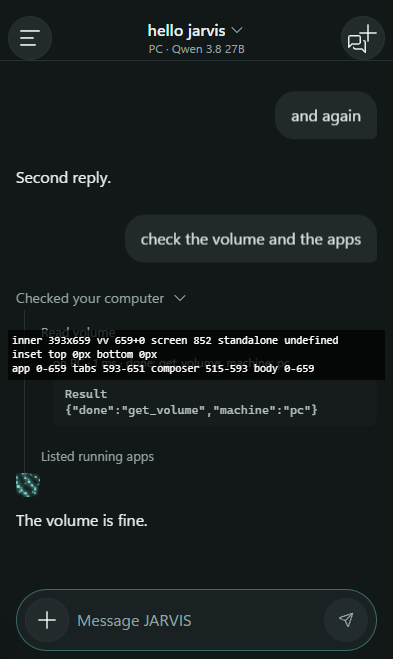 hello jarvis
PC · Qwen 3.8 27B
and again
Second reply.
check the volume and the apps
Checked your computer
Read volume
inner 393x659 vv 659+0 screen 852 standalone undefined
inset top 0px bottom 0px
app 0-659 tabs 593-651 composer 515-593 body 0-659
Result
{"done":"get_volume","machine":"pc"}
Listed running apps
The volume is fine.
Message JARVIS